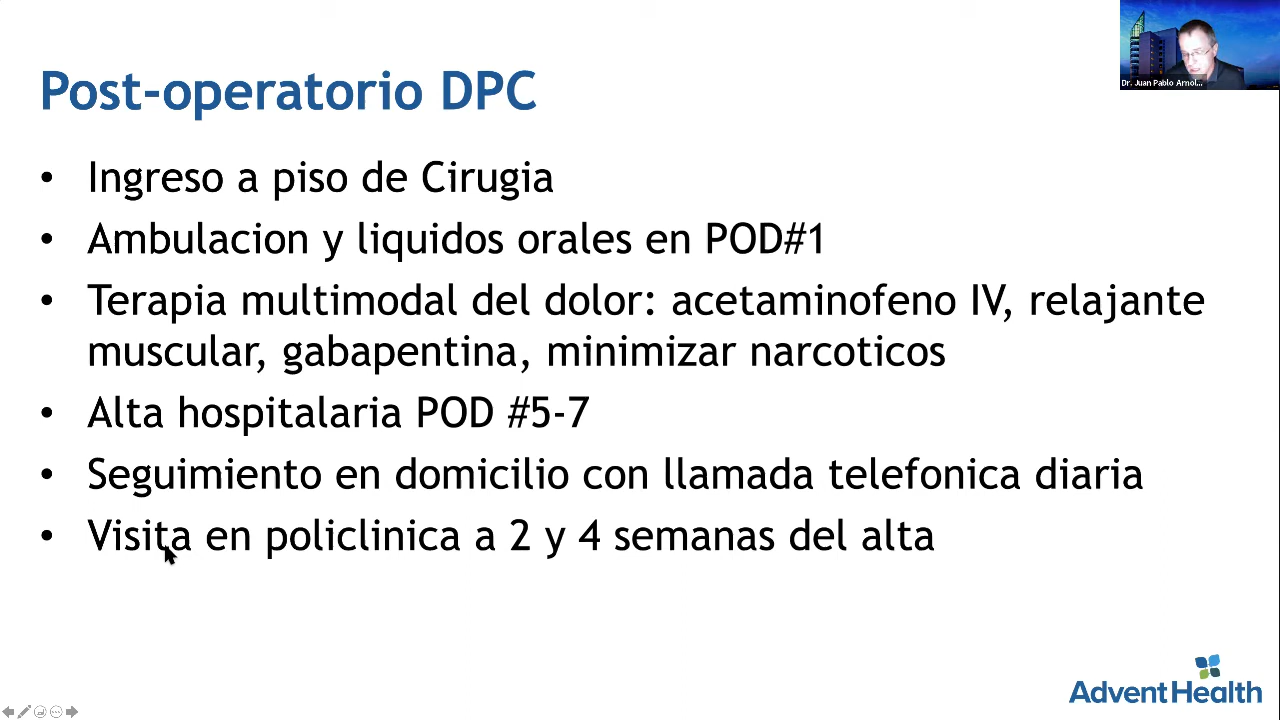 Dr. Juan Pablo Arnol...
Post-operatorio DPC
• Ingreso a piso de Cirugia
• Ambulacion y liquidos orales en POD#1
• Terapia multimodal del dolor: acetaminofeno IV, relajante
muscular, gabapentina, minimizar narcoticos
• Alta hospitalaria POD #5-7
• Seguimiento en domicilio con llamada telefonica diaria
• Visita en policlinica a 2 y 4 semanas del alta
AdventHealth